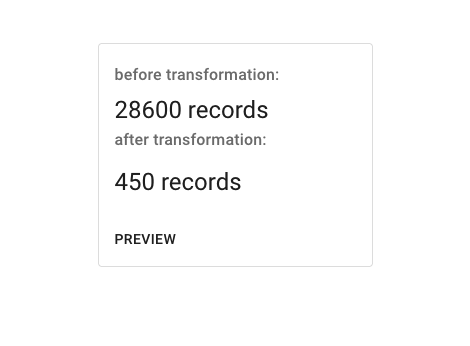 before transformation:
28600 records
after transformation:
450 records
PREVIEW